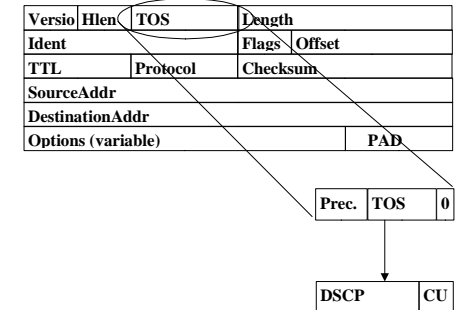 Versio Hlen TOS Length
Ident Flags Offset
TTL Protocol Checksum
SourceAddr
DestinationAddr
Options (variable) PAD
Prec. TOS 0
DSCP CU